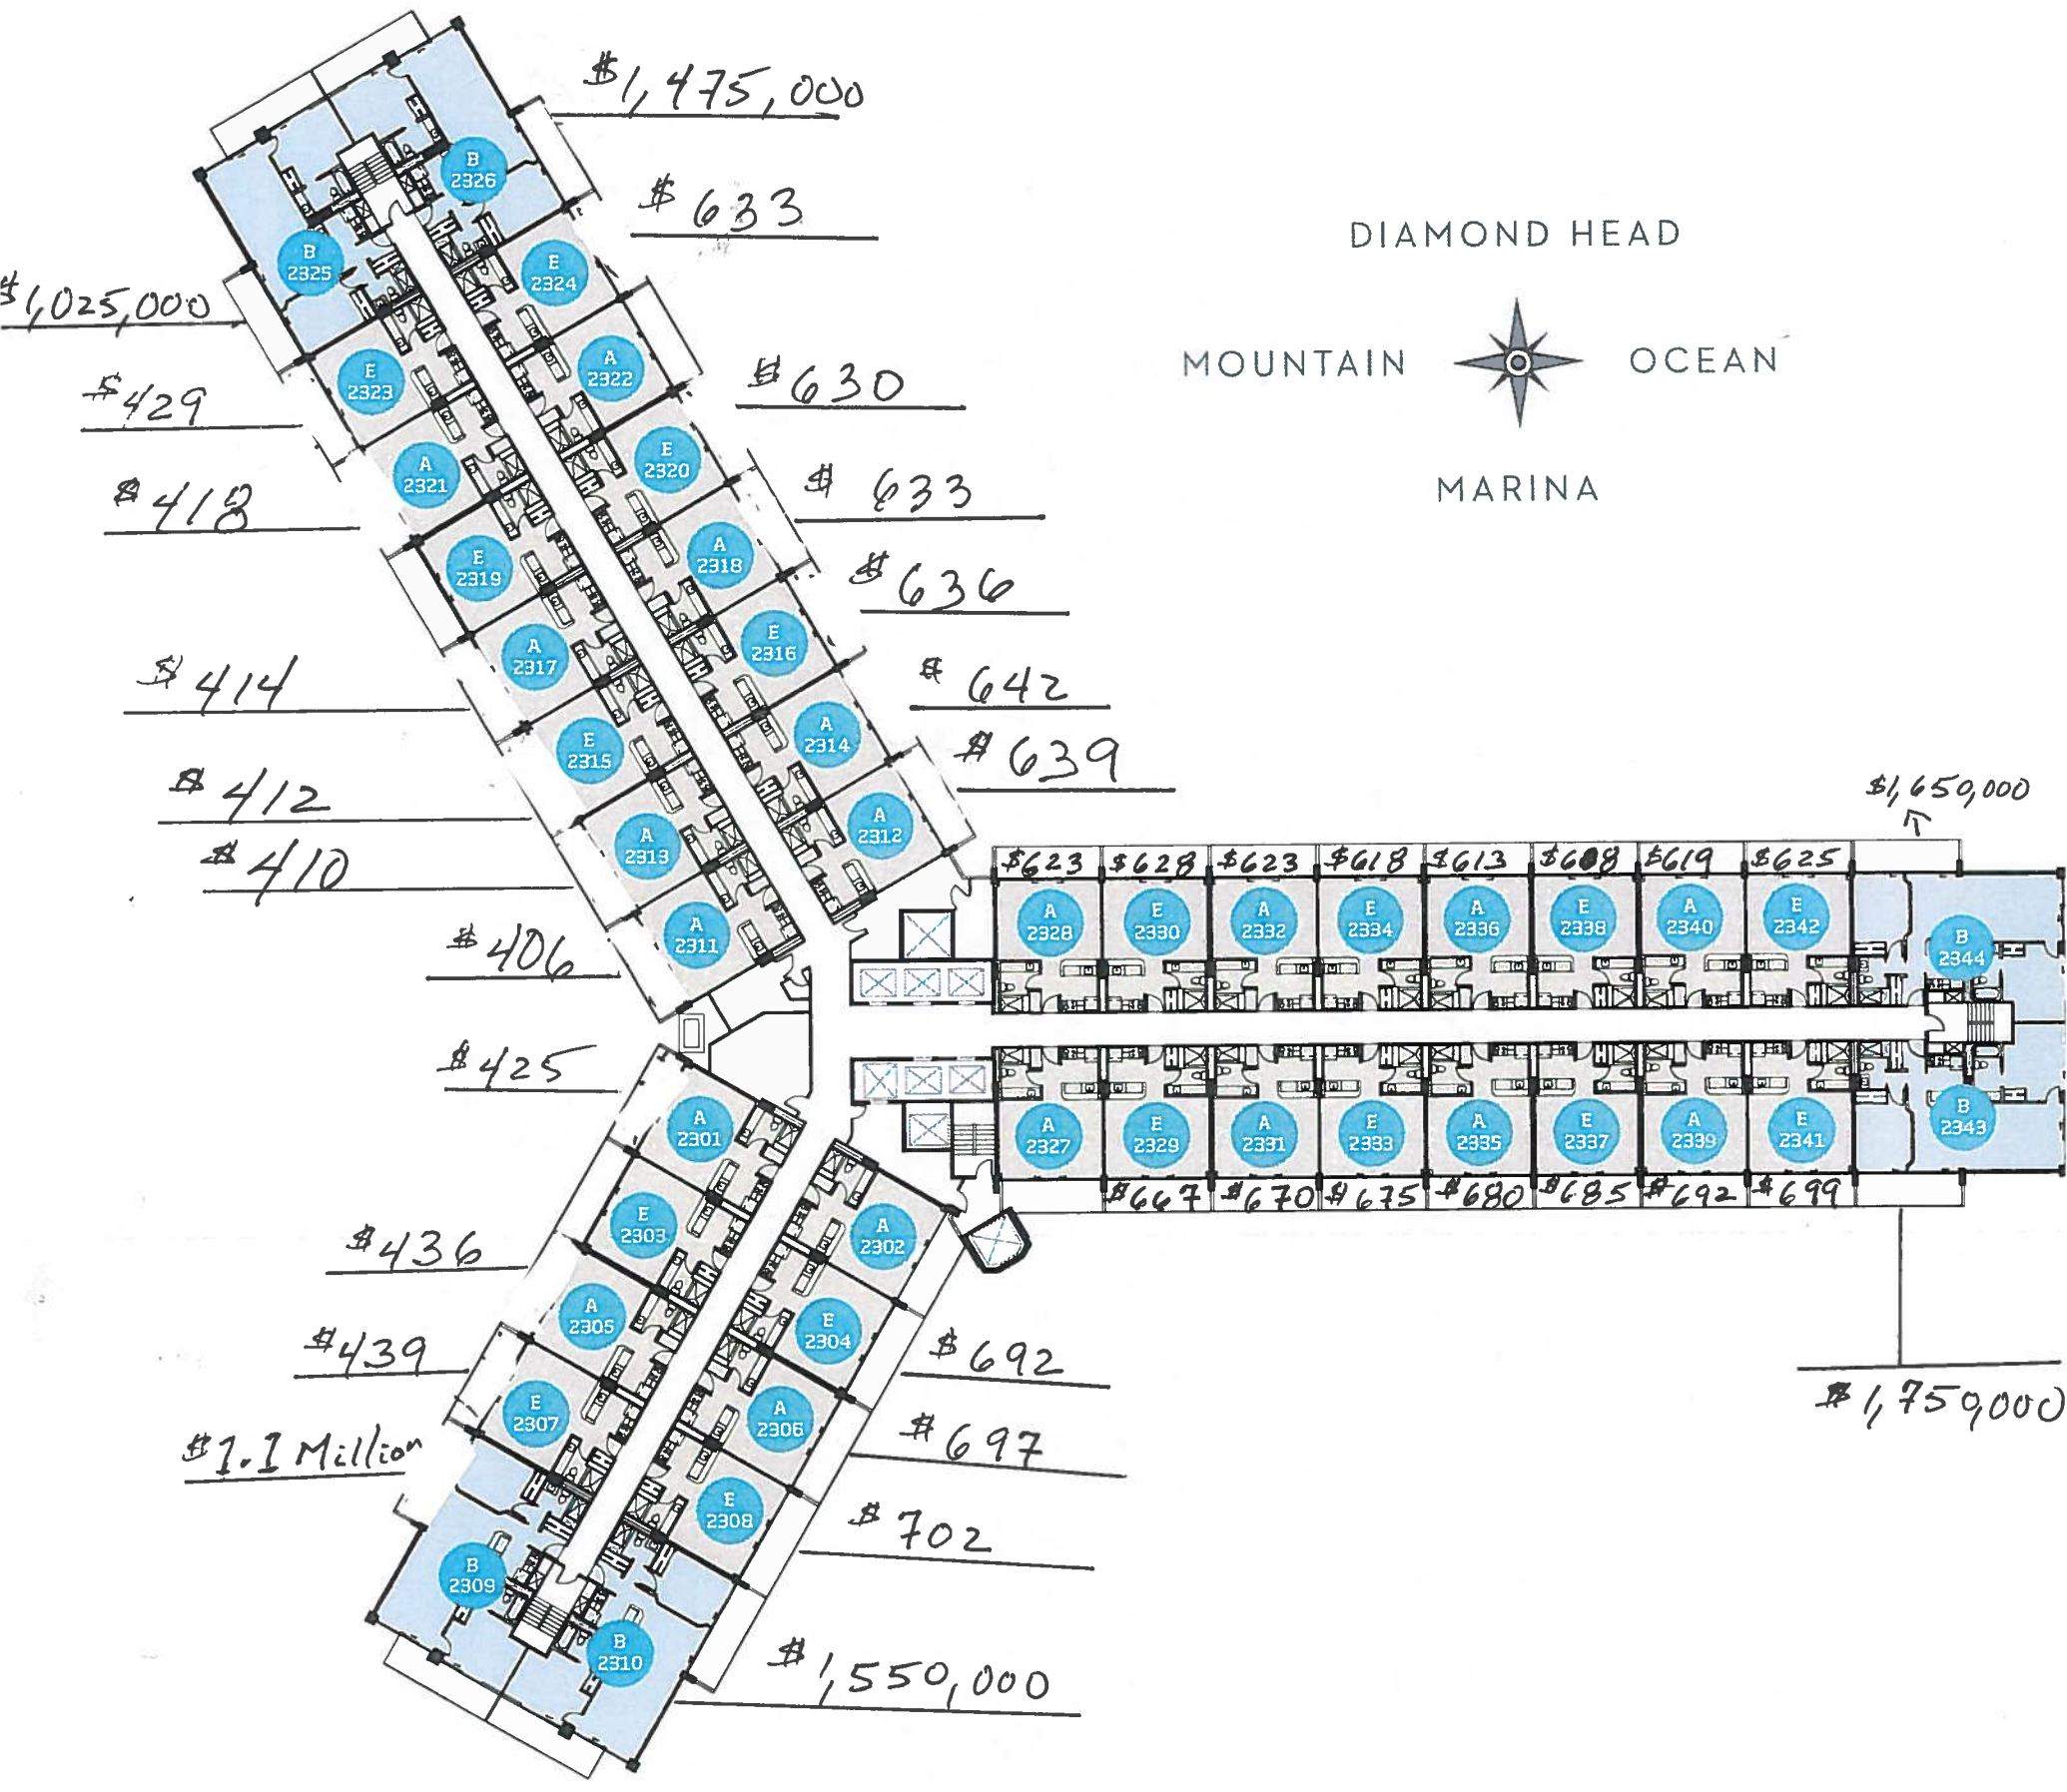 $1,475,000
B
2326
$633
B
2325
E
2324
$1,025,000
E
2323
A
2322
$630
$429
A
2321
E
2320
$633
$418
E
2319
A
2318
$636
A
2317
E
2316
$642
$414
E
2315
A
2314
$639
$412
A
2313
A
2312
$410
A
2311
$406
DIAMOND HEAD
MOUNTAIN
OCEAN
MARINA
$1,650,000
$623 $628 $623 $618 $613 $608 $619 $625
A
2328
E
2330
A
2332
E
2334
A
2336
E
2338
A
2340
E
2342
B
2344
A
2327
E
2329
A
2331
E
2333
A
2335
E
2337
A
2339
E
2341
B
2343
$667 $670 $675 $680 $685 $692 $699
$1,750,000
$425
A
2301
E
2303
A
2302
$436
A
2305
E
2304
$692
$439
E
2307
A
2306
$697
$1.1 Million
E
2308
$702
B
2309
B
2310
$1,550,000